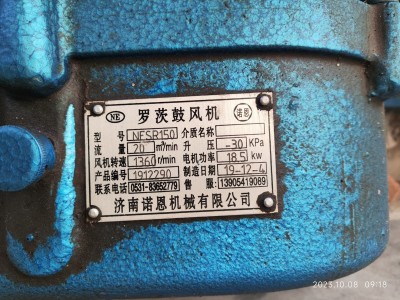 NE 罗茨鼓风机 诺恩
型号 NFSR150 介质名称
流量 20 m³/min 升压 -30 KPa
风机转速 1360 r/min 电机功率 18.5 kw
产品编号 1912290 制造日期 19-12-4
联系电话 0531-83652779 售服 13905419089
济南诺恩机械有限公司
2023.10.08 09:18